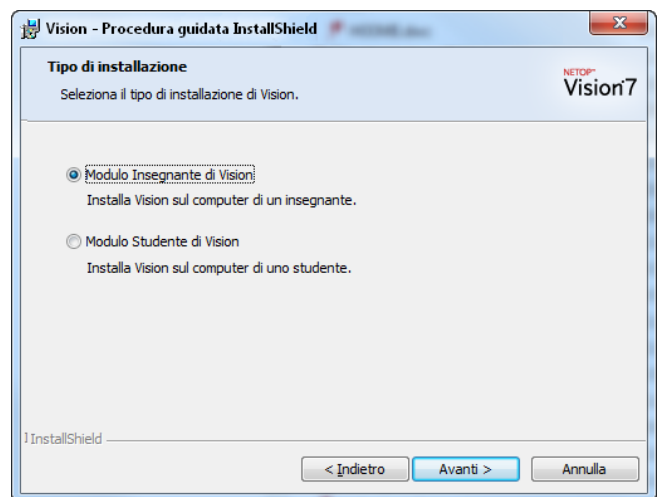 Vision - Procedura guidata InstallShield
X
Tipo di installazione
Seleziona il tipo di installazione di Vision.
NETOP™
Vision7
Modulo Insegnante di Vision
Installa Vision sul computer di un insegnante.
Modulo Studente di Vision
Installa Vision sul computer di uno studente.
InstallShield
< Indietro
Avanti >
Annulla